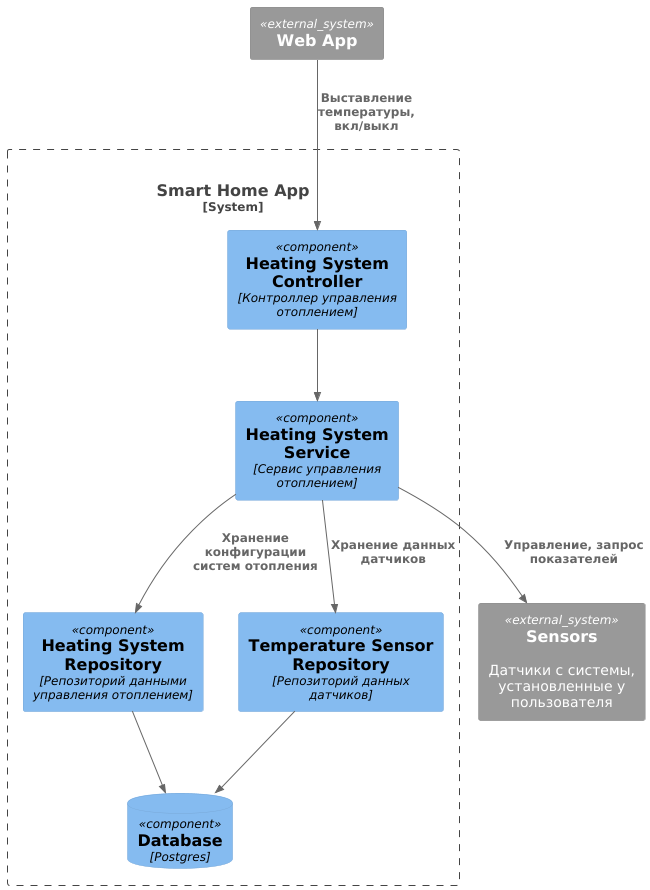 «external_system»
Web App
Выставление
температуры,
вкл/выкл
Smart Home App
[System]
«component»
Heating System
Controller
[Контроллер управления
отоплением]
«component»
Heating System
Service
[Сервис управления
отоплением]
Хранение
конфигурации
систем отопления
Хранение данных
датчиков
Управление, запрос
показателей
«component»
Heating System
Repository
[Репозиторий данными
управления отоплением]
«component»
Temperature Sensor
Repository
[Репозиторий данных
датчиков]
«external_system»
Sensors
Датчики с системы,
установленные у
пользователя
«component»
Database
[Postgres]